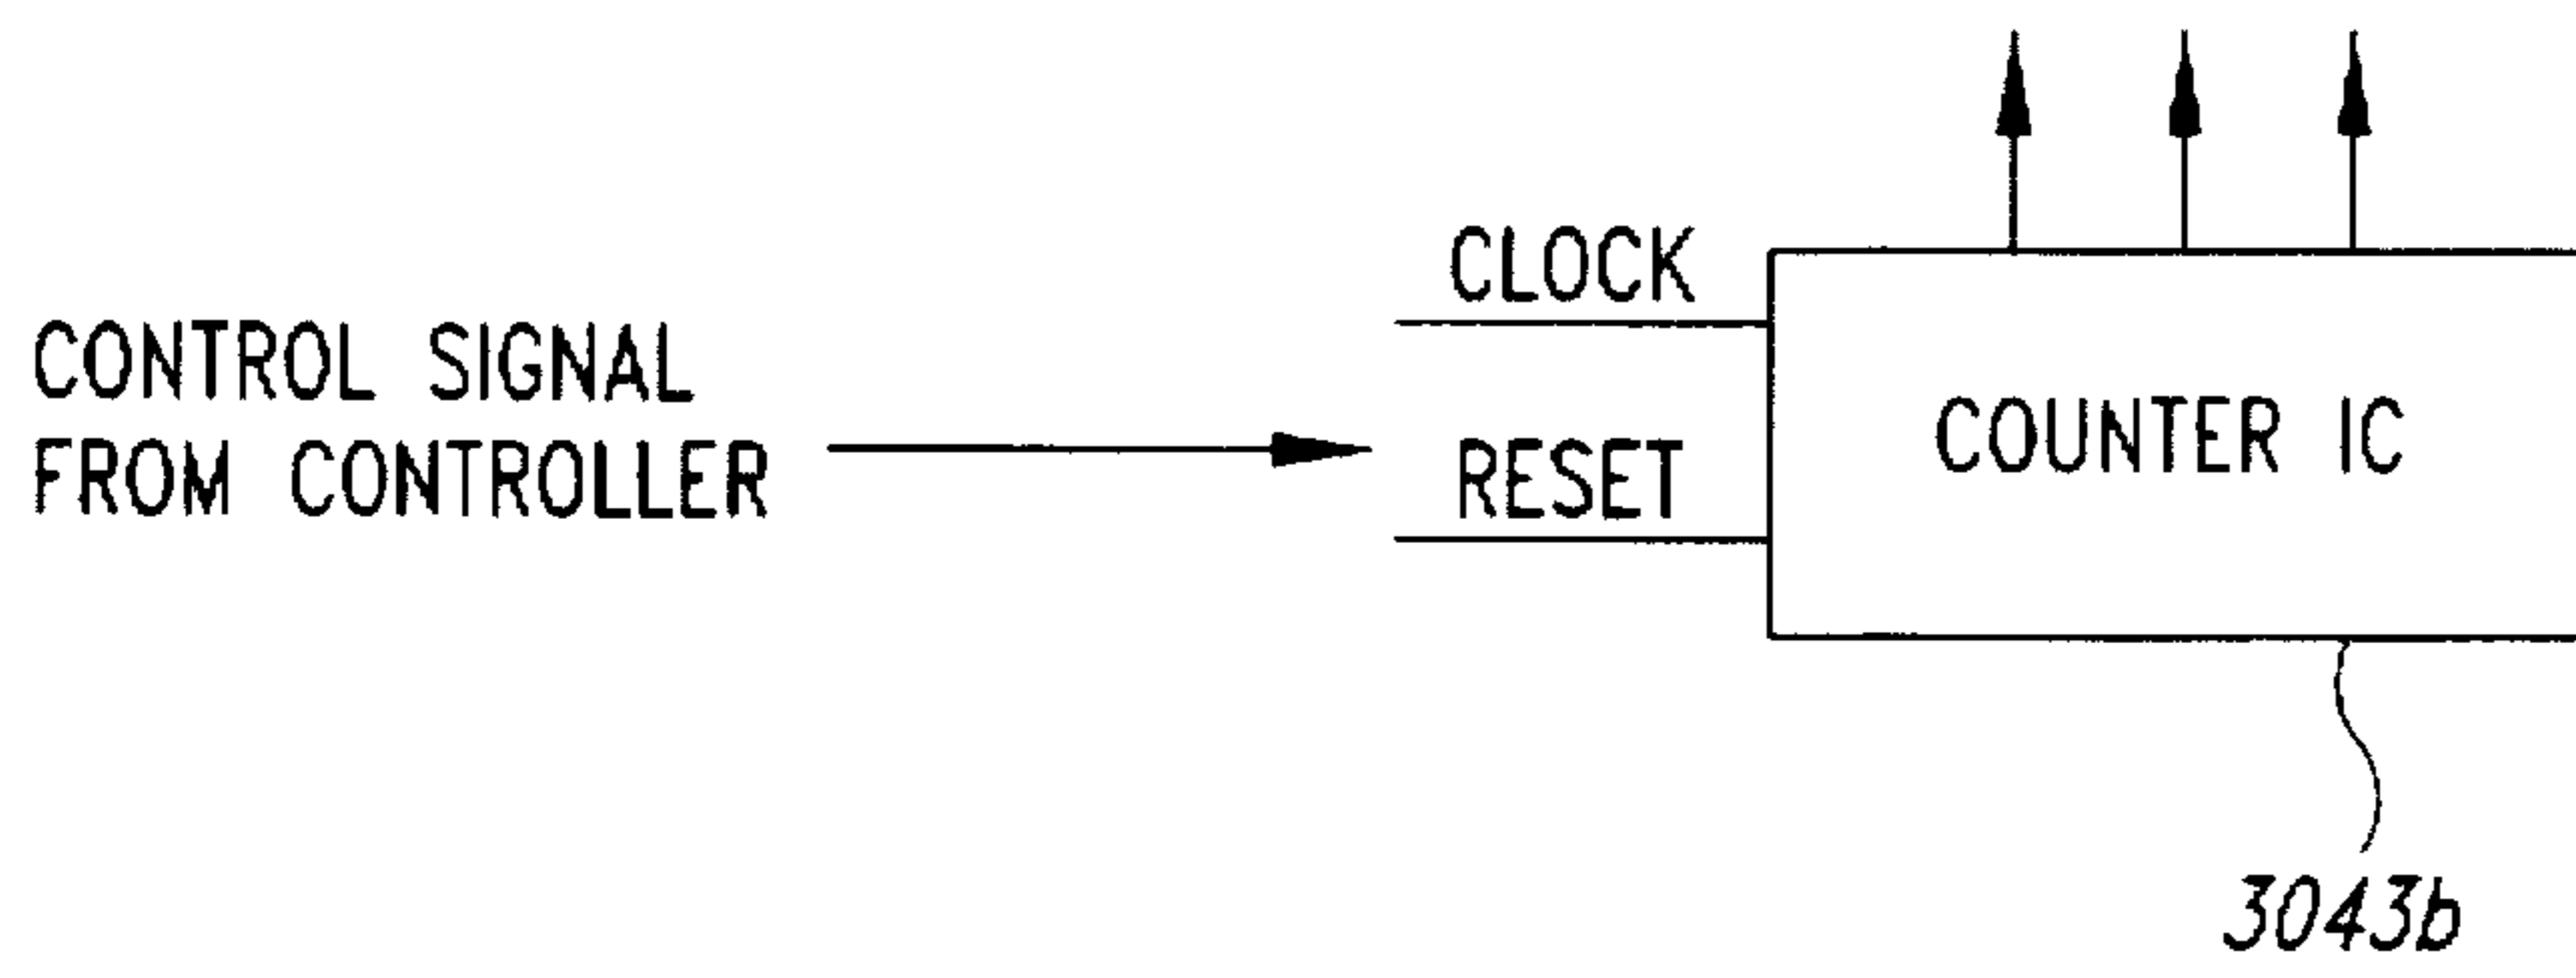 CLOCK
CONTROL SIGNAL
FROM CONTROLLER
RESET
COUNTER IC
3043b